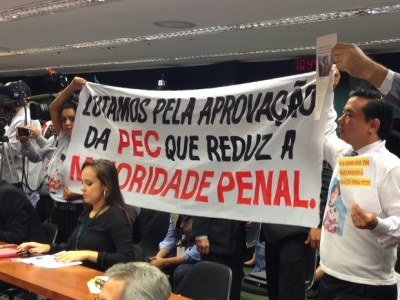 LUTAMOS PELA APROVAÇÃO
DA PEC QUE REDUZ A
MAIORIDADE PENAL.